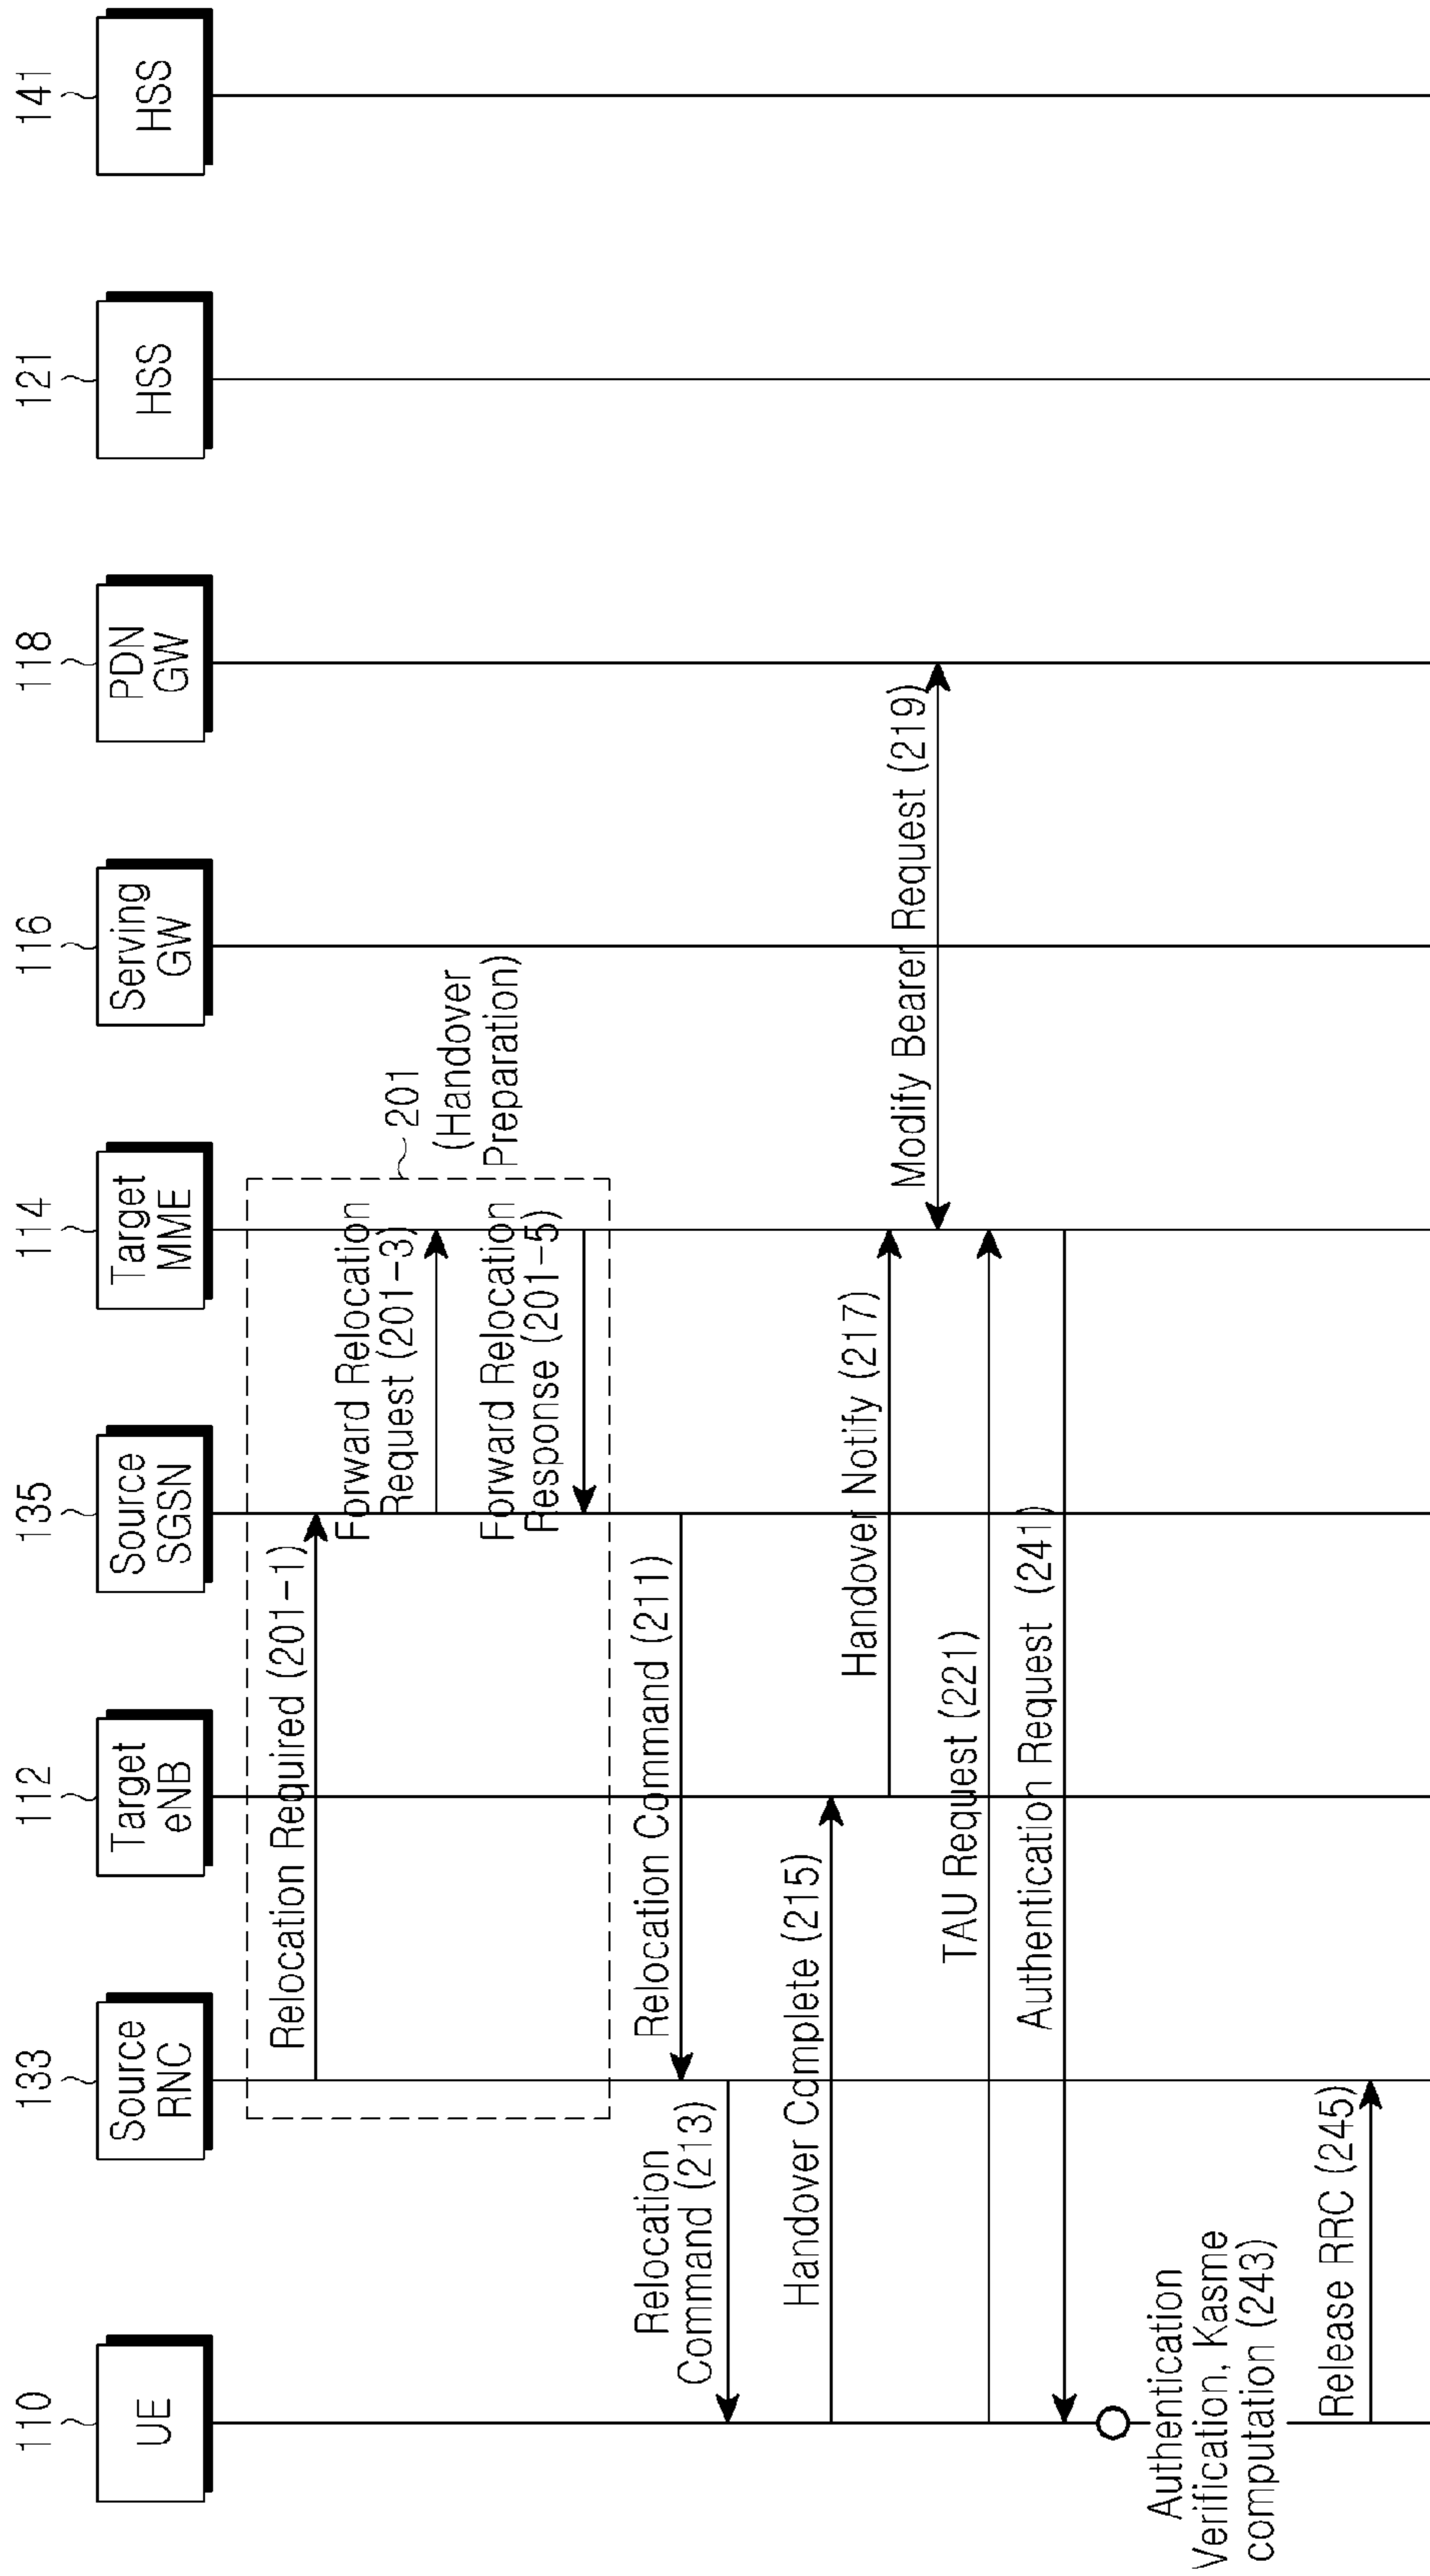 110
133
112
135
114
116
118
121
141
UE
Source
RNC
Target
eNB
Source
SGSN
Target
MME
Serving
GW
PDN
GW
HSS
HSS
Relocation Required (201-1)
Forward Relocation
Request (201-3)
201
(Handover
Preparation)
Forward Relocation
Response (201-5)
Relocation Command (211)
Relocation
Command (213)
Handover Complete (215)
Handover Notify (217)
Modify Bearer Request (219)
TAU Request (221)
Authentication Request (241)
Authentication
Verification, Kasme
computation (243)
Release RRC (245)